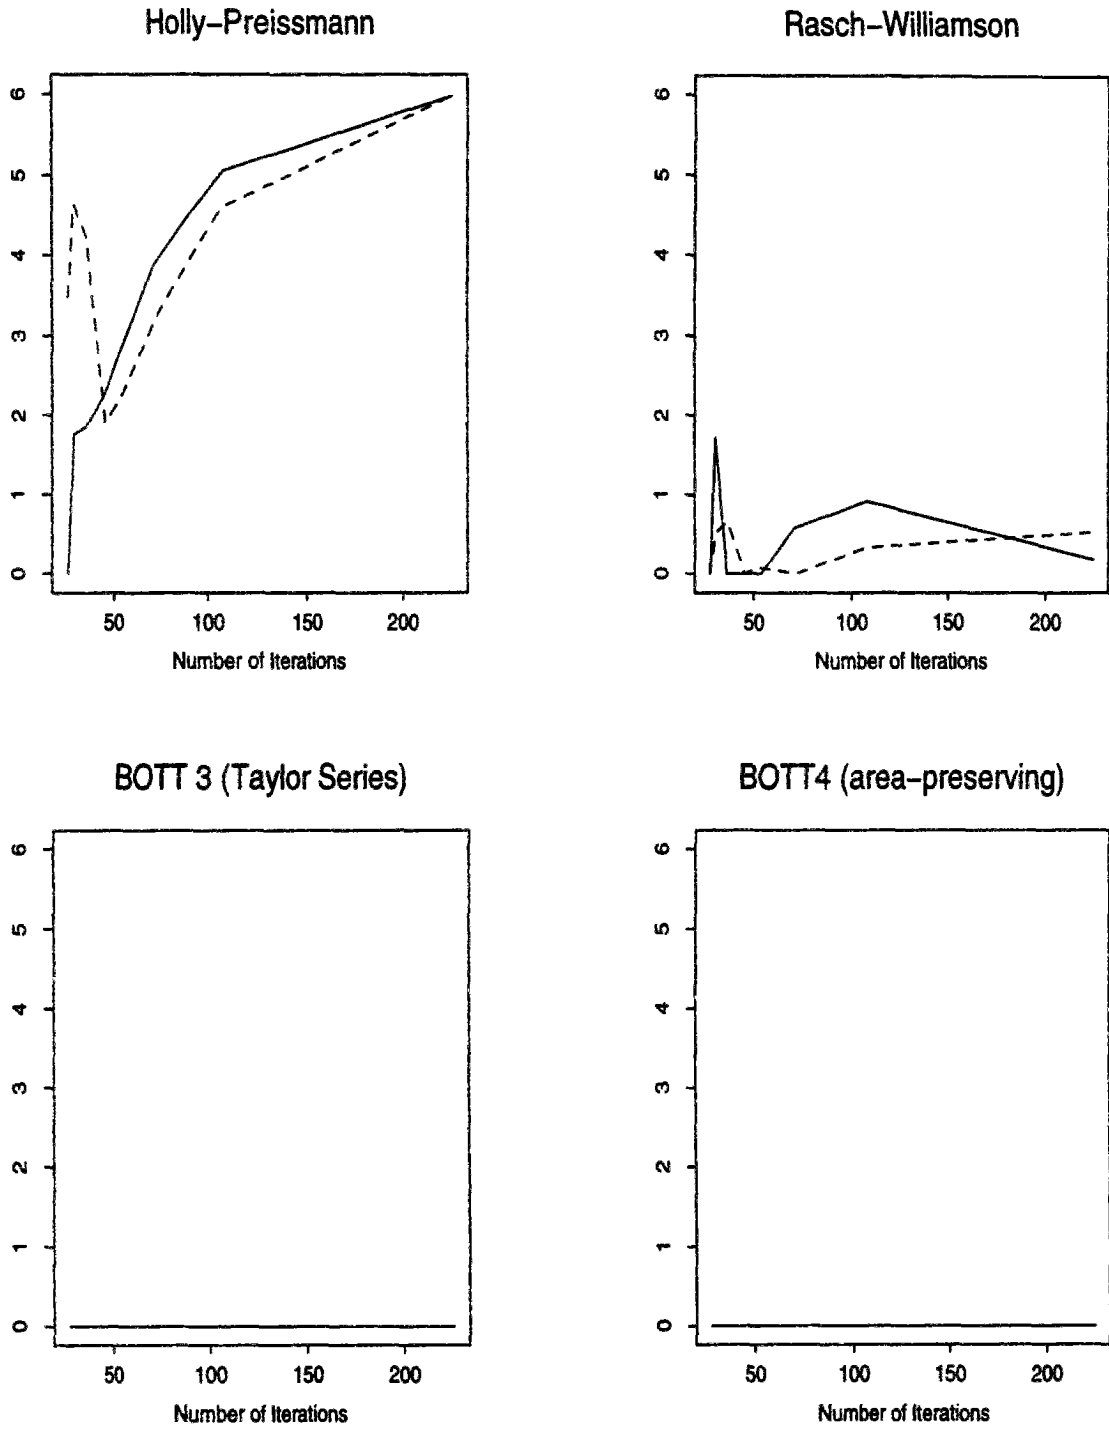 Holly–Preissmann
6
5
4
3
2
1
0
50 100 150 200
Number of Iterations
Rasch–Williamson
6
5
4
3
2
1
0
50 100 150 200
Number of Iterations
BOTT 3 (Taylor Series)
6
5
4
3
2
1
0
50 100 150 200
Number of Iterations
BOTT4 (area–preserving)
6
5
4
3
2
1
0
50 100 150 200
Number of Iterations